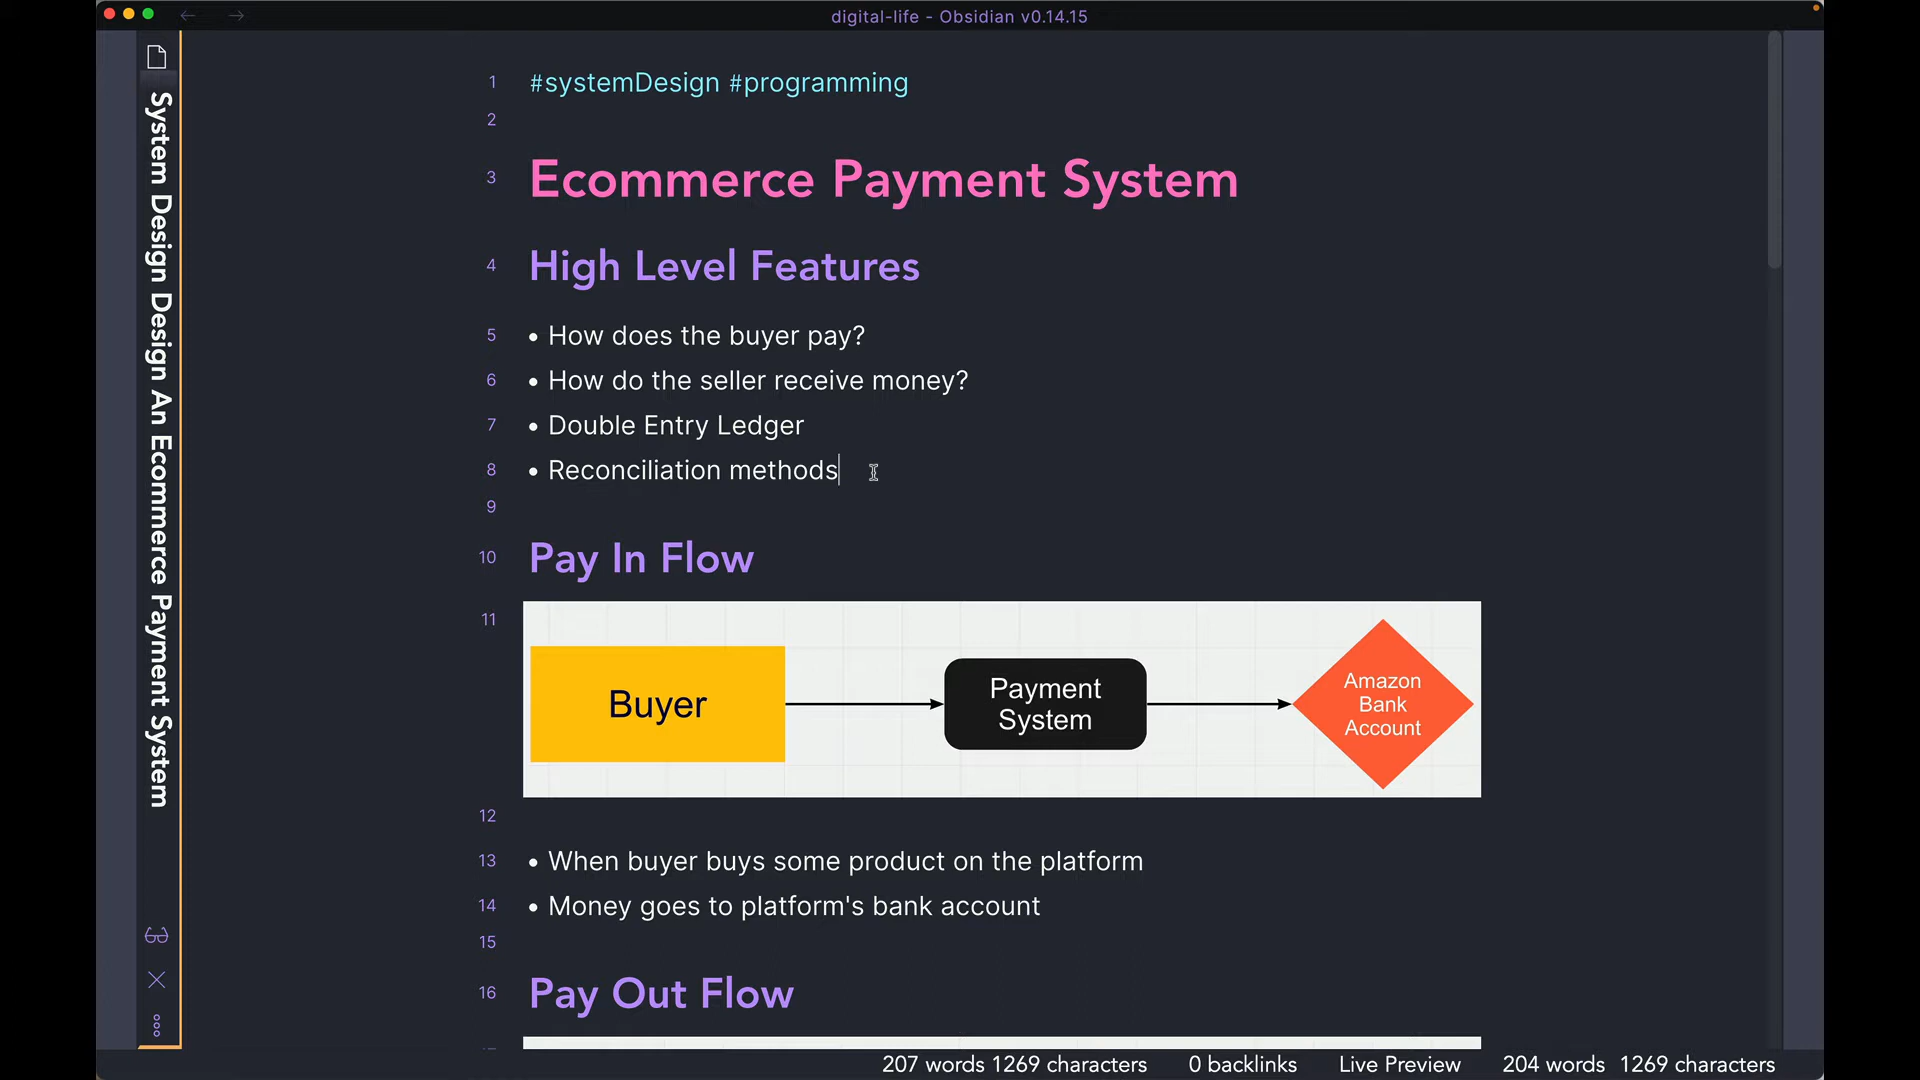 digital-life - Obsidian v0.14.15
System Design Design An Ecommerce Payment System
1 #systemDesign #programming
2
3 Ecommerce Payment System
4 High Level Features
5 • How does the buyer pay?
6 • How do the seller receive money?
7 • Double Entry Ledger
8 • Reconciliation methods
9
10 Pay In Flow
11
Buyer
Payment
System
Amazon
Bank
Account
12
13 • When buyer buys some product on the platform
14 • Money goes to platform's bank account
15
16 Pay Out Flow
207 words 1269 characters 0 backlinks Live Preview 204 words 1269 characters